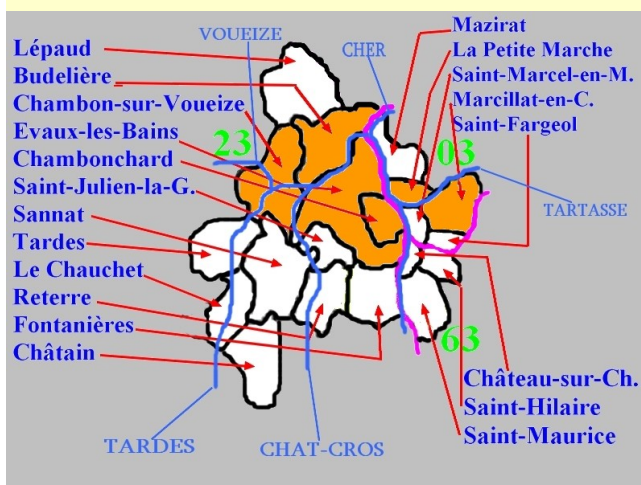 VOUEIZE
CHER
Mazirat
La Petite Marche
Saint-Marcel-en-M.
Marcillat-en-C.
Saint-Fargeol
Lépaud
Budelière
Chambon-sur-Voueize
Evaux-les-Bains
Chambonchard
Saint-Julien-la-G.
Sannat
Tardes
Le Chauchet
Reterre
Fontanières
Châtain
23
03
TARTASSE
63
Château-sur-Ch.
Saint-Hilaire
Saint-Maurice
TARDES
CHAT-CROS